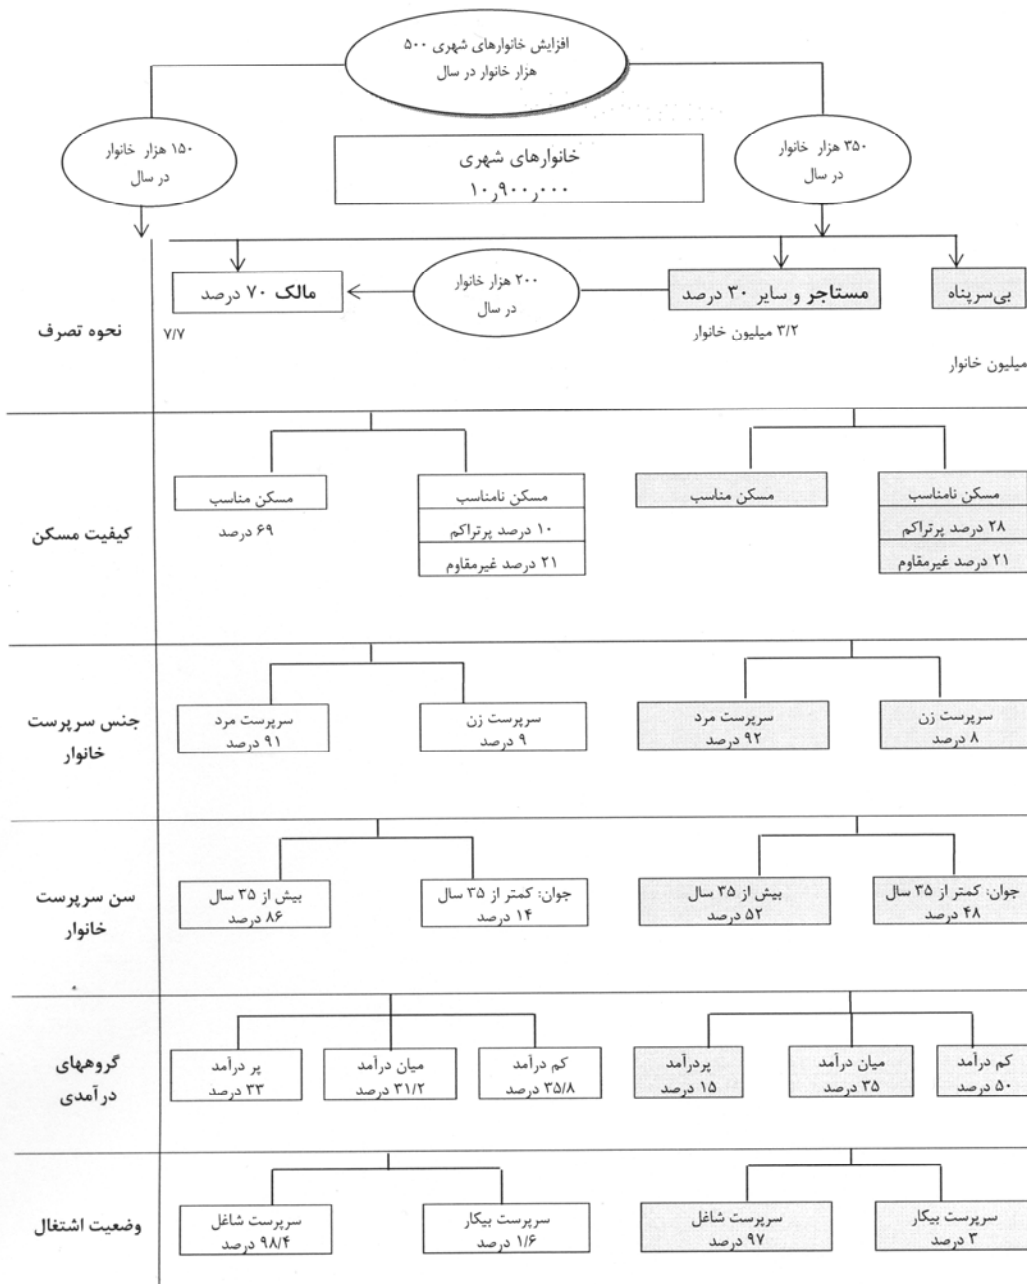 افزایش خانوارهای شهری ۵۰۰
هزار خانوار در سال
۳۵۰ هزار خانوار
در سال
خانوارهای شهری
۱۰٫۹۰۰٫۰۰۰
۱۵۰ هزار خانوار
در سال
بی‌سرپناه
مستاجر و سایر ۳۰ درصد
۲۰۰ هزار خانوار
در سال
مالک ۷۰ درصد
نحوه تصرف
۳/۲ میلیون خانوار
۷/۷
میلیون خانوار
کیفیت مسکن
مسکن نامناسب
۲۸ درصد پرتراکم
۲۱ درصد غیرمقاوم
مسکن مناسب
مسکن نامناسب
۱۰ درصد پرتراکم
۲۱ درصد غیرمقاوم
مسکن مناسب
۶۹ درصد
جنس سرپرست
خانوار
سرپرست زن
۸ درصد
سرپرست مرد
۹۲ درصد
سرپرست زن
۹ درصد
سرپرست مرد
۹۱ درصد
سن سرپرست
خانوار
جوان: کمتر از ۳۵ سال
۴۸ درصد
بیش از ۳۵ سال
۵۲ درصد
جوان: کمتر از ۳۵ سال
۱۴ درصد
بیش از ۳۵ سال
۸۶ درصد
گروههای
درآمدی
کم درآمد
۵۰ درصد
میان درآمد
۳۵ درصد
پردرآمد
۱۵ درصد
کم درآمد
۳۵/۸ درصد
میان درآمد
۳۱/۲ درصد
پر درآمد
۳۳ درصد
وضعیت اشتغال
سرپرست بیکار
۳ درصد
سرپرست شاغل
۹۷ درصد
سرپرست بیکار
۱/۶ درصد
سرپرست شاغل
۹۸/۴ درصد